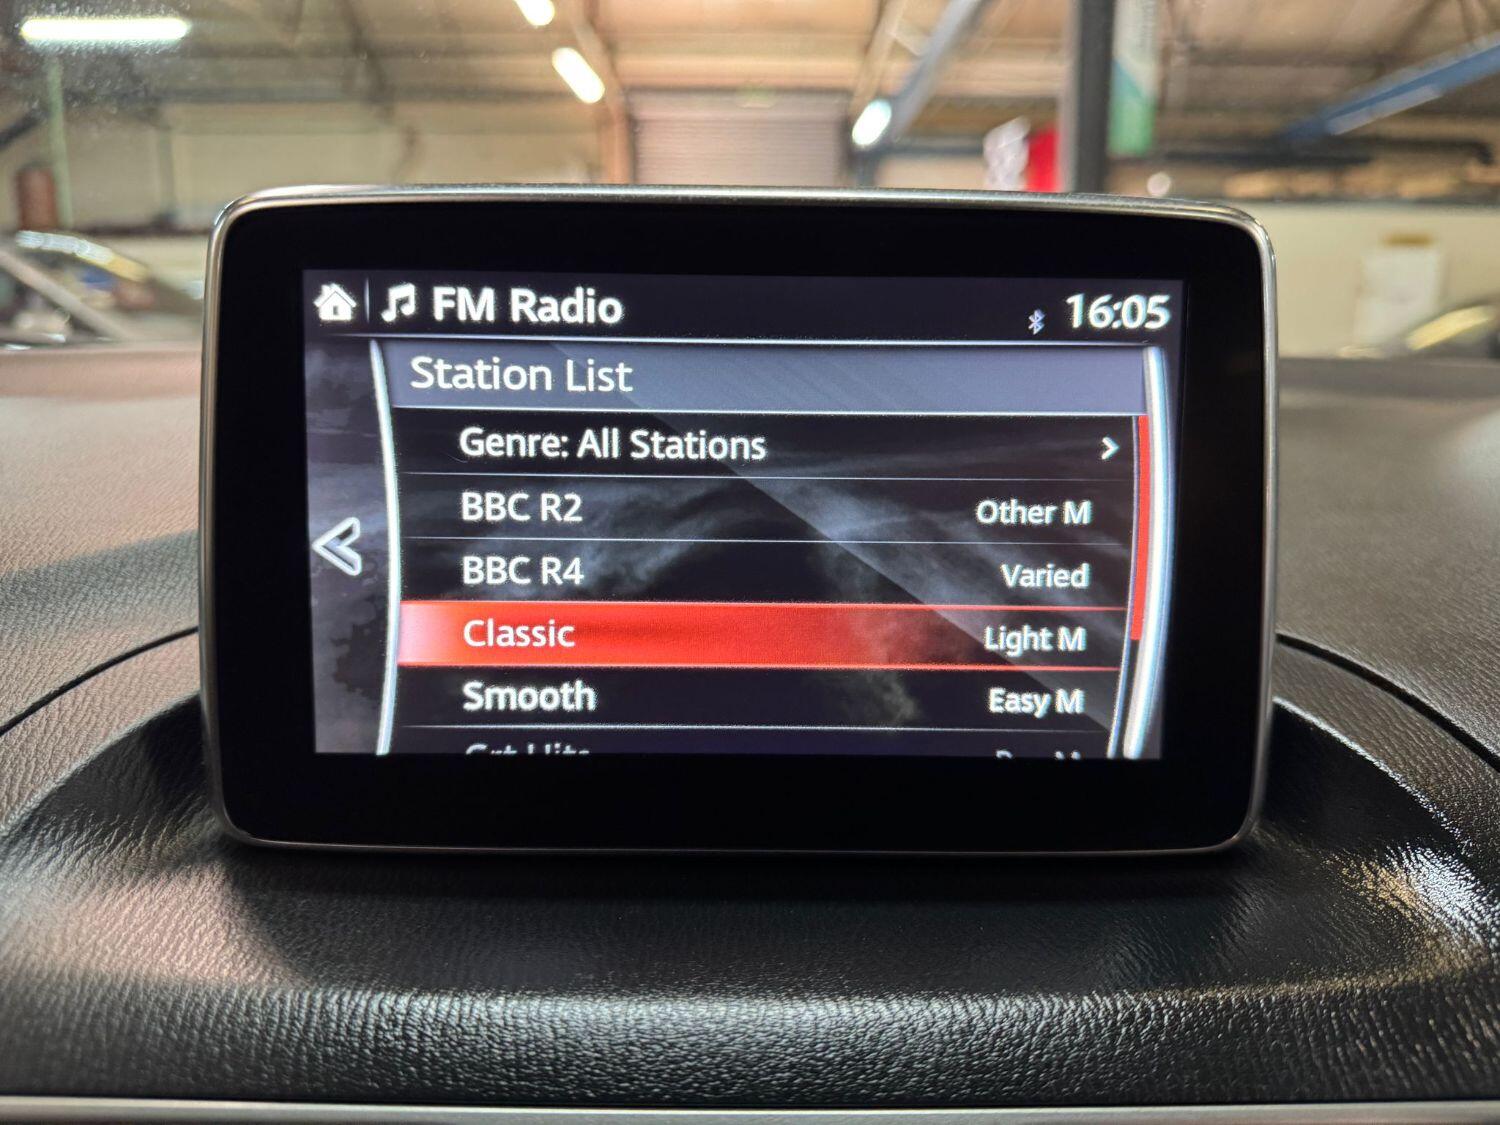 FM Radio 16:05
Station List
Genre: All Stations
BBC R2 Other M
BBC R4 Varied
Classic Light M
Smooth Easy M